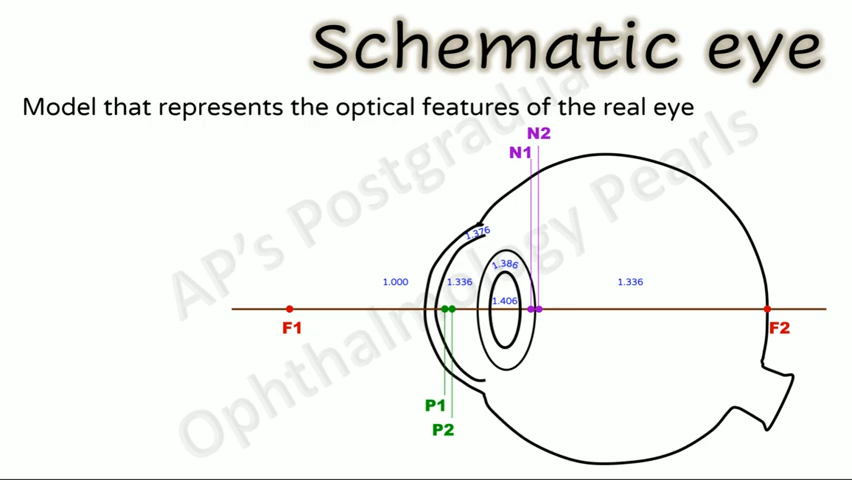 Schematic eye
Model that represents the optical features of the real eye
N2
N1
1.376
1.386
1.000
1.336
1.336
1.406
F1
F2
P1
P2
AP's Postgraduate
Ophthalmology Pearls